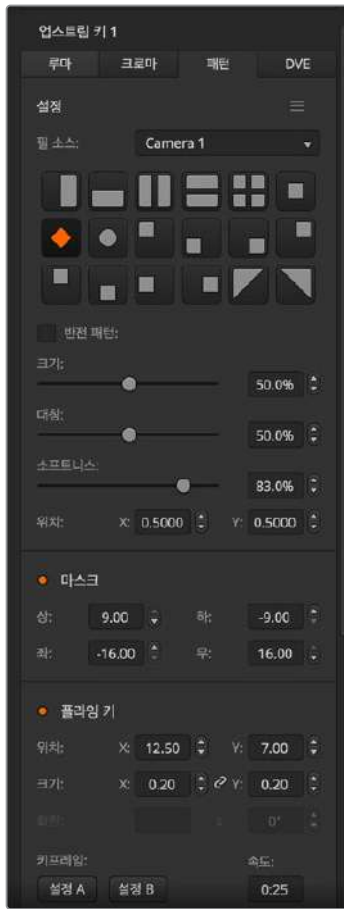 업스트림 키 1
루마 크로마 패턴 DVE
설정
필 소스: Camera 1
반전 패턴:
크기:
50.0%
대칭:
50.0%
소프트니스:
83.0%
위치: X: 0.5000 Y: 0.5000
마스크
상: 9.00 하: -9.00
좌: -16.00 우: 16.00
플라잉 키
위치: X: 12.50 Y: 7.00
크기: X: 0.20 Y: 0.20
회전: 0°
키프레임: 속도:
설정 A 설정 B 0:25